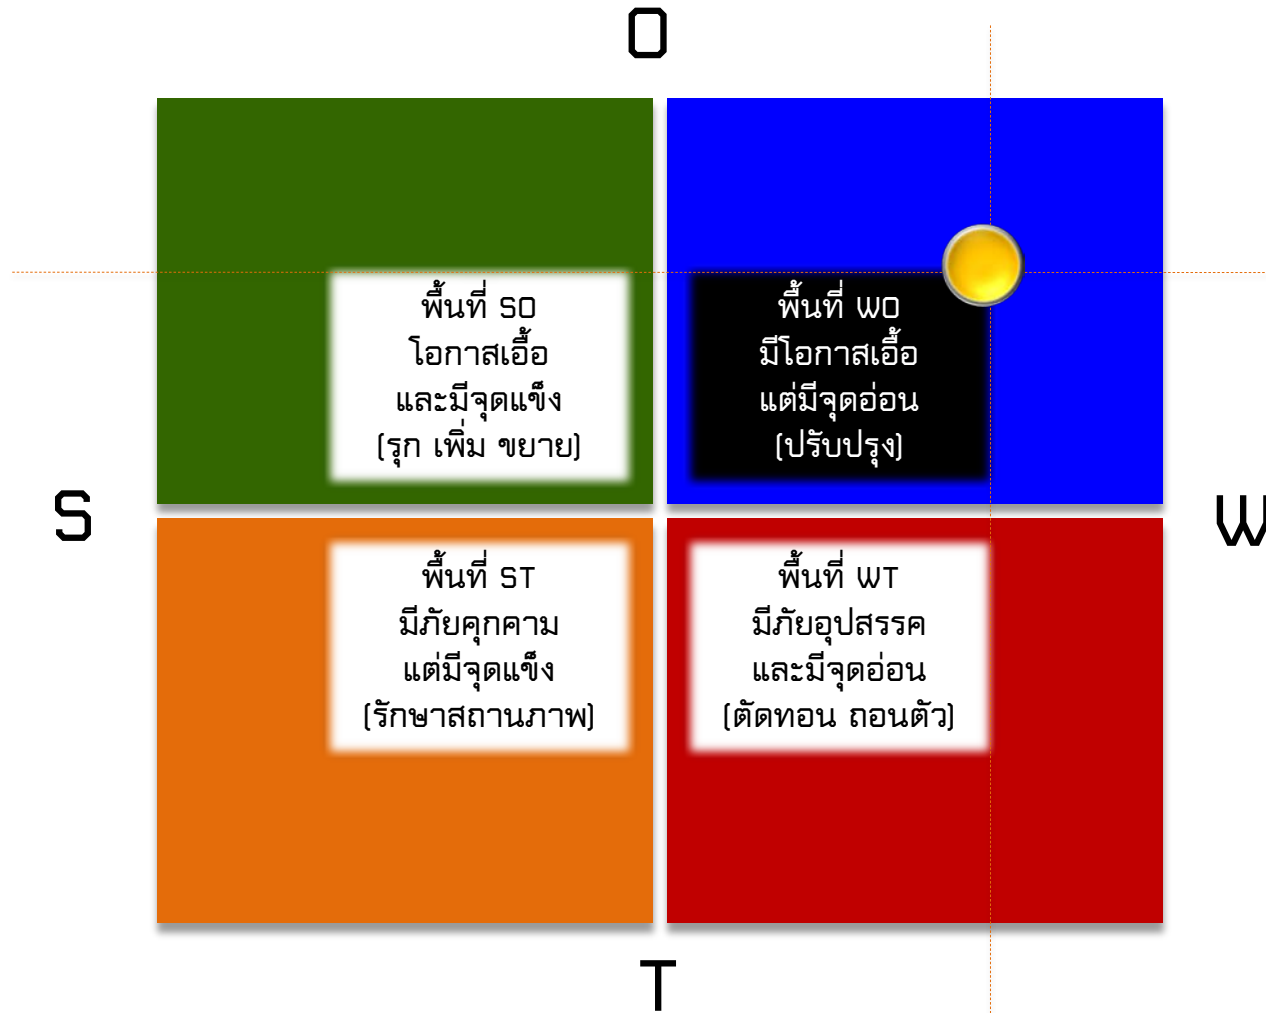 O
พื้นที่ SO
โอกาสเอื้อ
และมีจุดแข็ง
(รุก เพิ่ม ขยาย)
พื้นที่ WO
มีโอกาสเอื้อ
แต่มีจุดอ่อน
(ปรับปรุง)
S
W
พื้นที่ ST
มีภัยคุกคาม
แต่มีจุดแข็ง
(รักษาสถานภาพ)
พื้นที่ WT
มีภัยอุปสรรค
และมีจุดอ่อน
(ตัดทอน ถอนตัว)
T